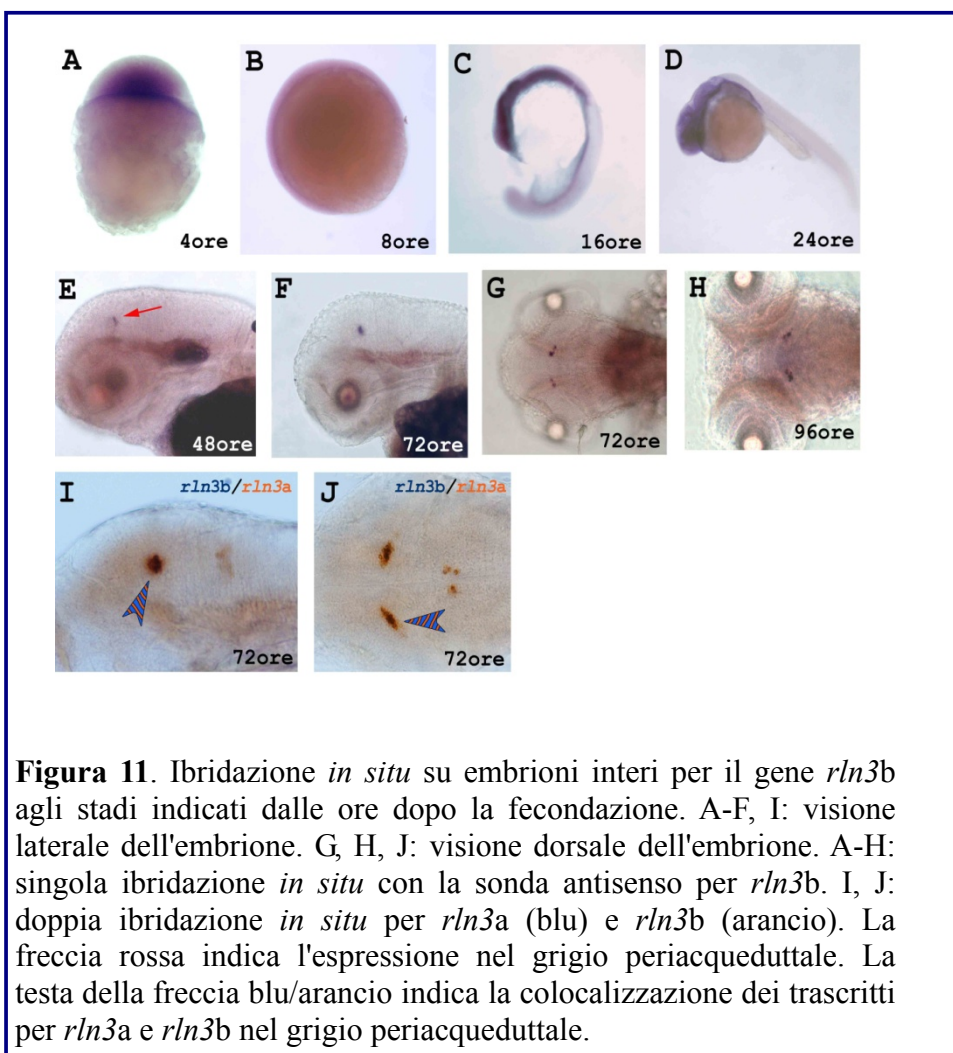 A
4ore
B
8ore
C
16ore
D
24ore
E
48ore
F
72ore
G
72ore
H
96ore
I
rln3b/rln3a
72ore
J
rln3b/rln3a
72ore
Figura 11. Ibridazione in situ su embrioni interi per il gene rln3b
agli stadi indicati dalle ore dopo la fecondazione. A-F, I: visione
laterale dell'embrione. G, H, J: visione dorsale dell'embrione. A-H:
singola ibridazione in situ con la sonda antisenso per rln3b. I, J:
doppia ibridazione in situ per rln3a (blu) e rln3b (arancio). La
freccia rossa indica l'espressione nel grigio periacqueduttale. La
testa della freccia blu/arancio indica la colocalizzazione dei trascritti
per rln3a e rln3b nel grigio periacqueduttale.